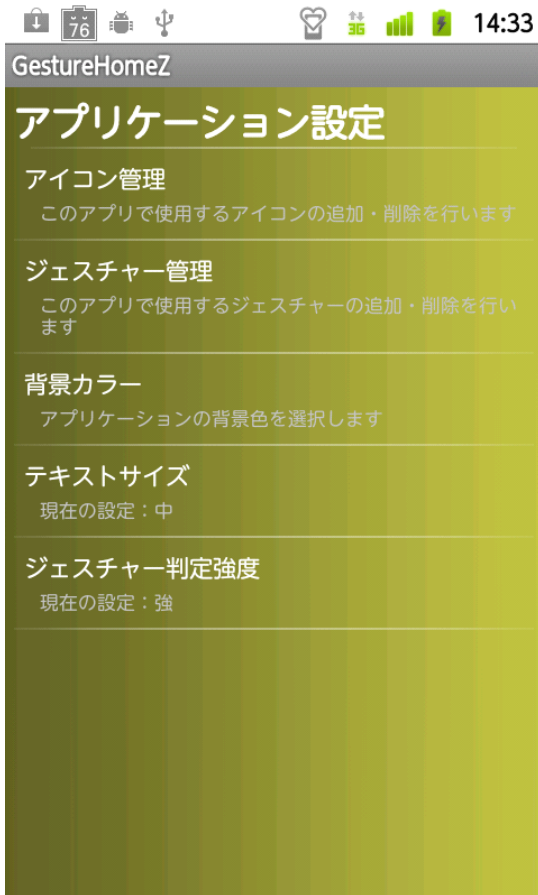 76 3G 14:33
GestureHomeZ
アプリケーション設定
アイコン管理
このアプリで使用するアイコンの追加・削除を行います
ジェスチャー管理
このアプリで使用するジェスチャーの追加・削除を行い
ます
背景カラー
アプリケーションの背景色を選択します
テキストサイズ
現在の設定：中
ジェスチャー判定強度
現在の設定：強